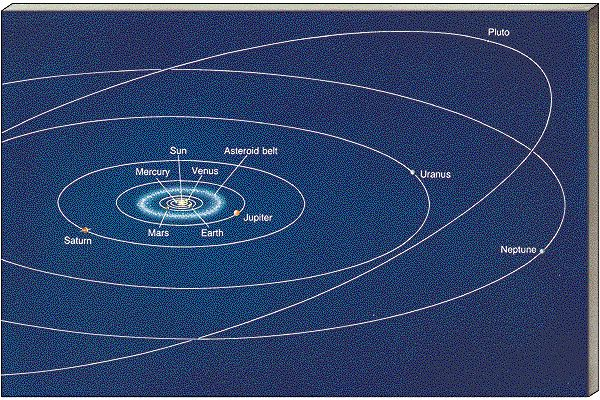 Pluto
Sun
Asteroid belt
Mercury
Venus
Uranus
Jupiter
Mars
Earth
Saturn
Neptune